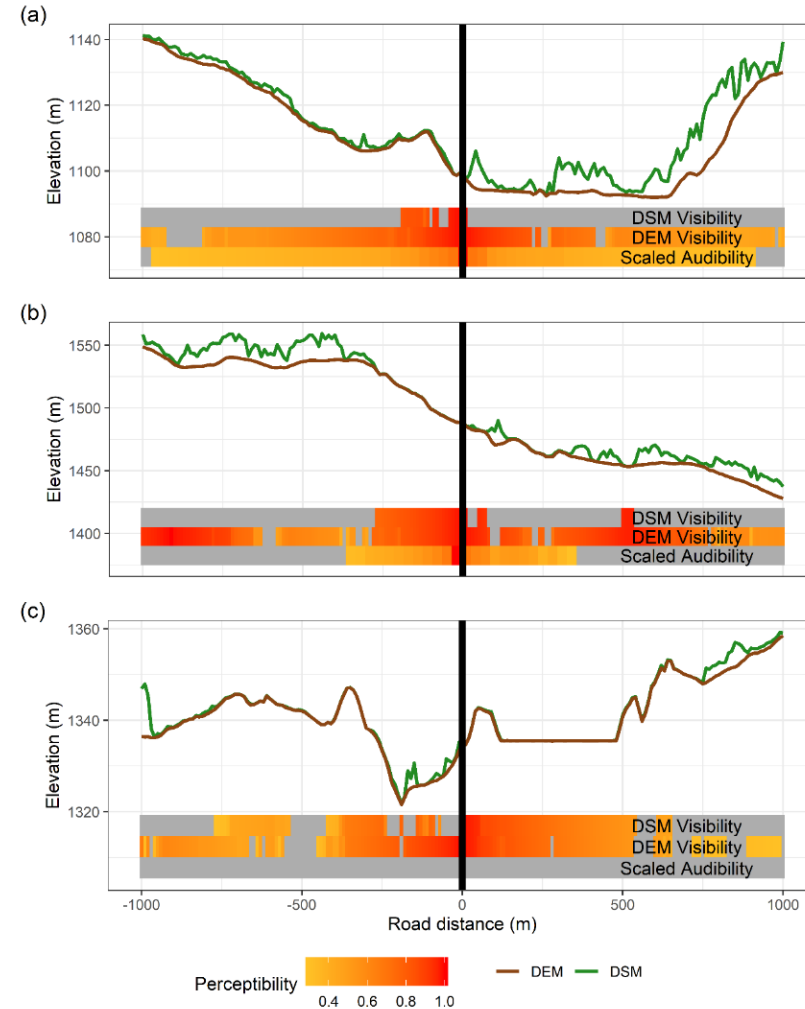 (a)
1140
1120
1100
1080
Elevation (m)
DSM Visibility
DEM Visibility
Scaled Audibility
(b)
1550
1500
1450
1400
Elevation (m)
DSM Visibility
DEM Visibility
Scaled Audibility
(c)
1360
1340
1320
Elevation (m)
DSM Visibility
DEM Visibility
Scaled Audibility
-1000 -500 0 500 1000
Road distance (m)
Perceptibility
0.4 0.6 0.8 1.0
DEM DSM